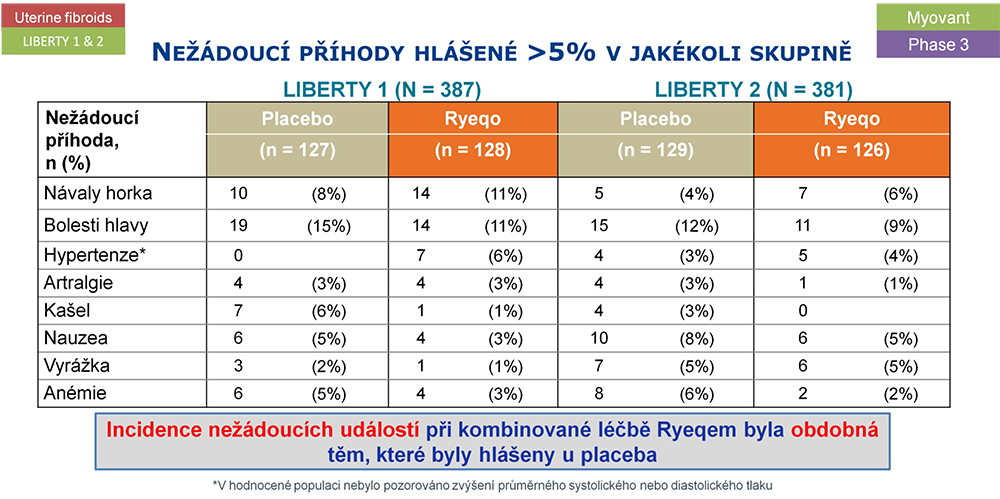 Uterine fibroids
LIBERTY 1 & 2
Myovant
Phase 3
NEŽÁDOUCÍ PŘÍHODY HLÁŠENÉ >5% V JAKÉKOLI SKUPINĚ
LIBERTY 1 (N = 387) LIBERTY 2 (N = 381)
Nežádoucí příhoda, n (%) Placebo (n = 127) Ryeqo (n = 128) Placebo (n = 129) Ryeqo (n = 126)
Návaly horka 10 (8%) 14 (11%) 5 (4%) 7 (6%)
Bolesti hlavy 19 (15%) 14 (11%) 15 (12%) 11 (9%)
Hypertenze* 0 7 (6%) 4 (3%) 5 (4%)
Artralgie 4 (3%) 4 (3%) 4 (3%) 1 (1%)
Kašel 7 (6%) 1 (1%) 4 (3%) 0
Nauzea 6 (5%) 4 (3%) 10 (8%) 6 (5%)
Vyrážka 3 (2%) 1 (1%) 7 (5%) 6 (5%)
Anémie 6 (5%) 4 (3%) 8 (6%) 2 (2%)
Incidence nežádoucích událostí při kombinované léčbě Ryeqem byla obdobná
těm, které byly hlášeny u placeba
*V hodnocené populaci nebylo pozorováno zvýšení průměrného systolického nebo diastolického tlaku